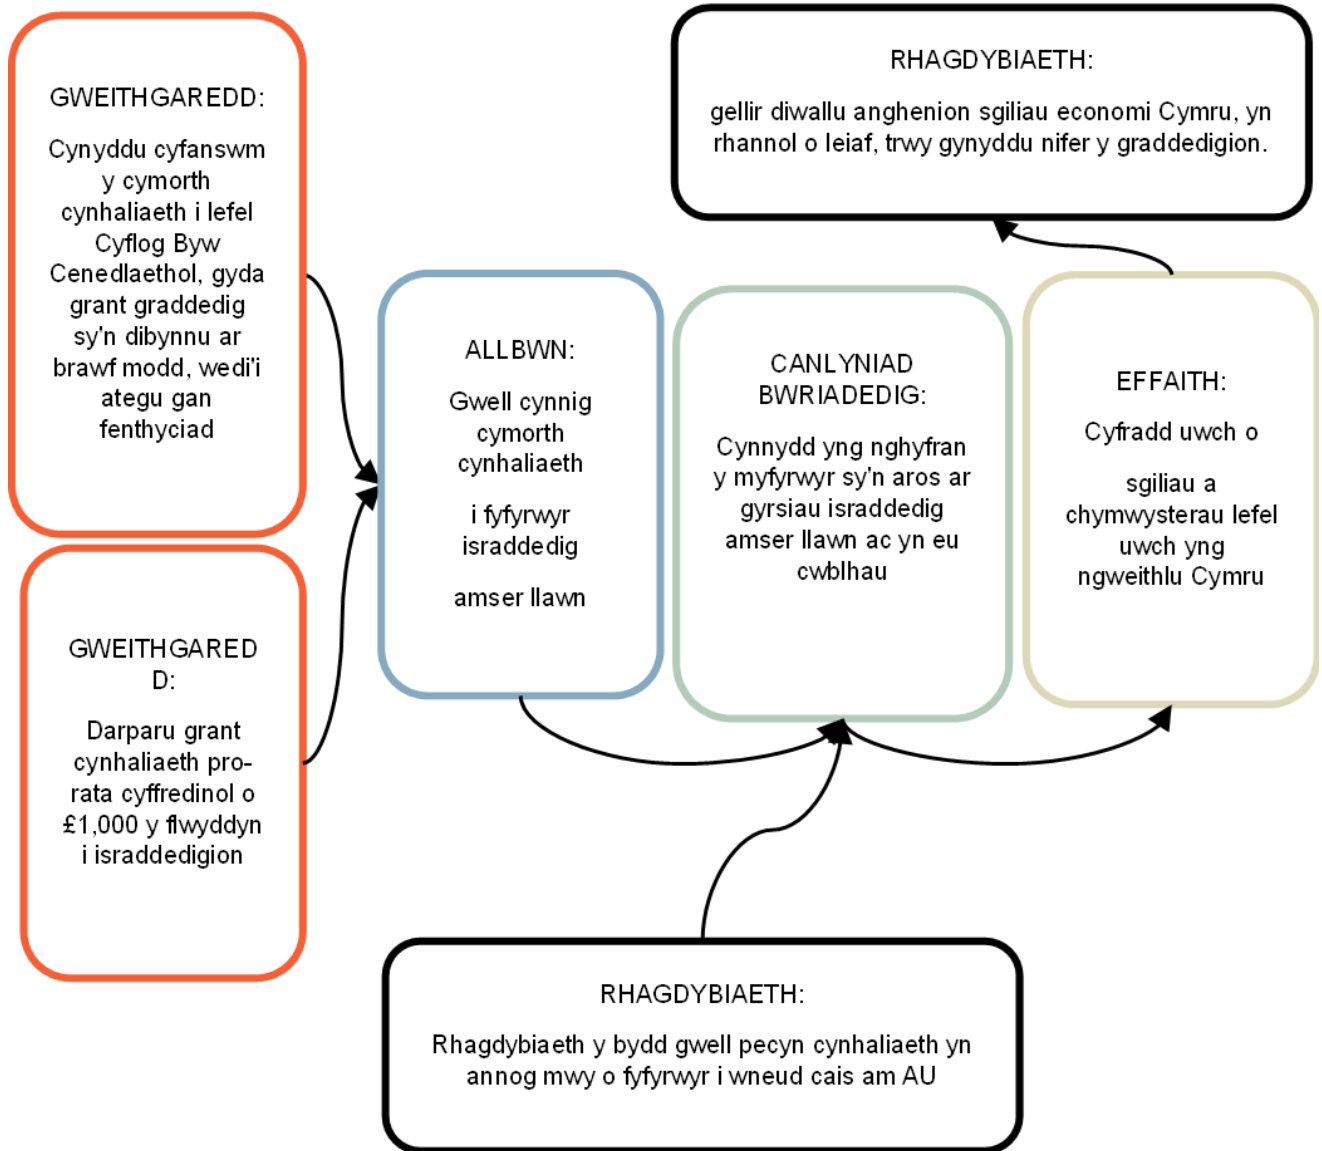 GWEITHGAREDD:
Cynyddu cyfanswm
y cymorth
cynhaliaeth i lefel
Cyflog Byw
Cenedlaethol, gyda
grant graddedig
sy'n dibynnu ar
brawf modd, wedi'i
ategu gan
fenthyciad
GWEITHGARED
D:
Darparu grant
cynhaliaeth pro-
rata cyffredinol o
£1,000 y flwyddyn
i israddedigion
ALLBWN:
Gwell cynnig
cymorth
cynhaliaeth
i fyfyrwyr
israddedig
amser llawn
CANLYNIAD
BWRIADEDIG:
Cynnydd yng nghyfran
y myfyrwyr sy'n aros ar
gyrsiau israddedig
amser llawn ac yn eu
cwblhau
EFFAITH:
Cyfradd uwch o
sgiliau a
chymwysterau lefel
uwch yng
ngweithlu Cymru
RHAGDYBIAETH:
gellir diwallu anghenion sgiliau economi Cymru, yn
rhannol o leiaf, trwy gynyddu nifer y graddedigion.
RHAGDYBIAETH:
Rhagdybiaeth y bydd gwell pecyn cynhaliaeth yn
annog mwy o fyfyrwyr i wneud cais am AU